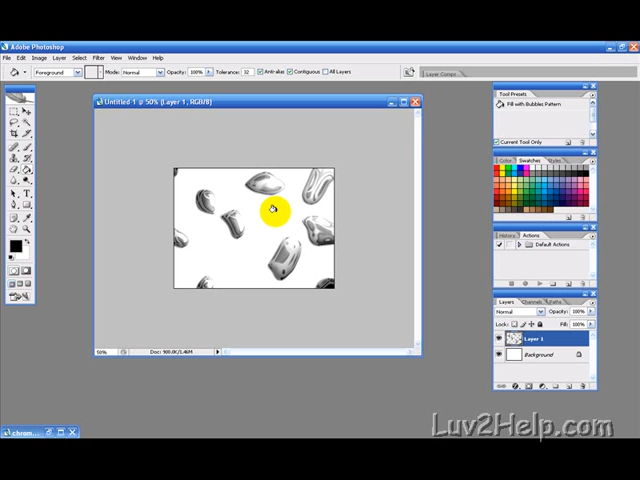 Adobe Photoshop
File Edit Image Layer Select Filter View Window Help
Foreground Mode: Normal Opacity: 100% Tolerance: 32 Anti-alias Contiguous All Layers
Layer Comps
Untitled-1 @ 50% (Layer 1, RGB/8)
Tool Presets
Fill with Bubbles Pattern
Current Tool Only
Color Swatches Styles
History Actions
Default Actions
Layers Channels Paths
Normal Opacity: 100%
Lock: Fill: 100%
Layer 1
Background
50% Doc: 900.0K/1.46M
chrom...
Luv2Help.com